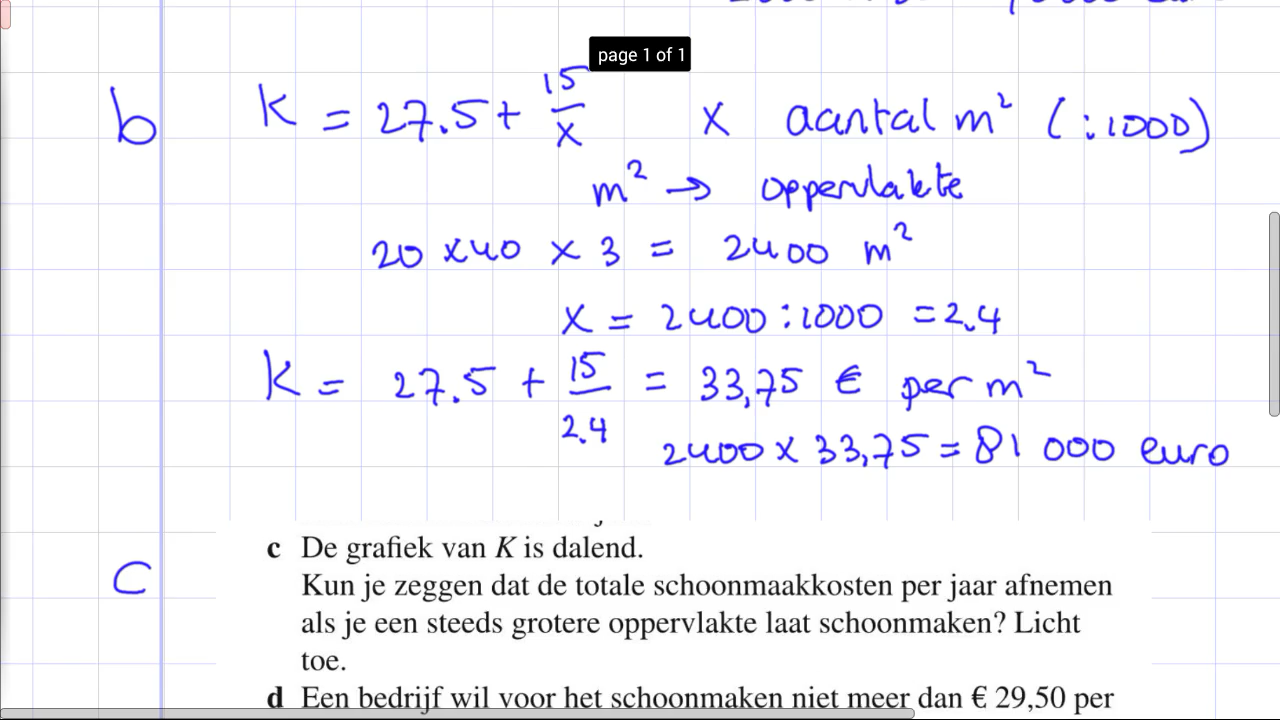 page 1 of 1
b K = 27.5 + 15/x x aantal m² (:1000)
m² → oppervlakte
20 x 40 x 3 = 2400 m²
x = 2400 : 1000 = 2.4
K = 27.5 + 15/2.4 = 33,75 € per m²
2400 x 33,75 = 81 000 euro
C
c De grafiek van K is dalend.
Kun je zeggen dat de totale schoonmaakkosten per jaar afnemen
als je een steeds grotere oppervlakte laat schoonmaken? Licht
toe.
d Een bedrijf wil voor het schoonmaken niet meer dan € 29,50 per